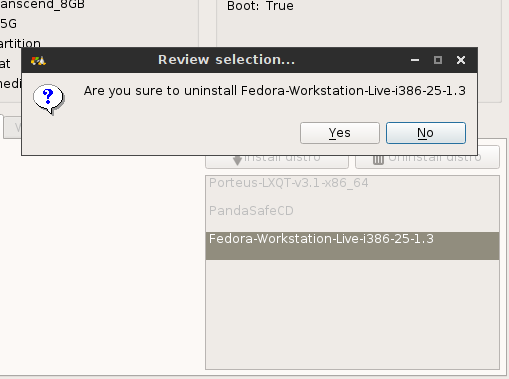 anscend_8GB
Boot: True
5G
artition
at
medi
Review selection...
Are you sure to uninstall Fedora-Workstation-Live-i386-25-1.3
Yes
No
Install distro
Uninstall distro
Porteus-LXQT-v3.1-x86_64
PandaSafeCD
Fedora-Workstation-Live-i386-25-1.3